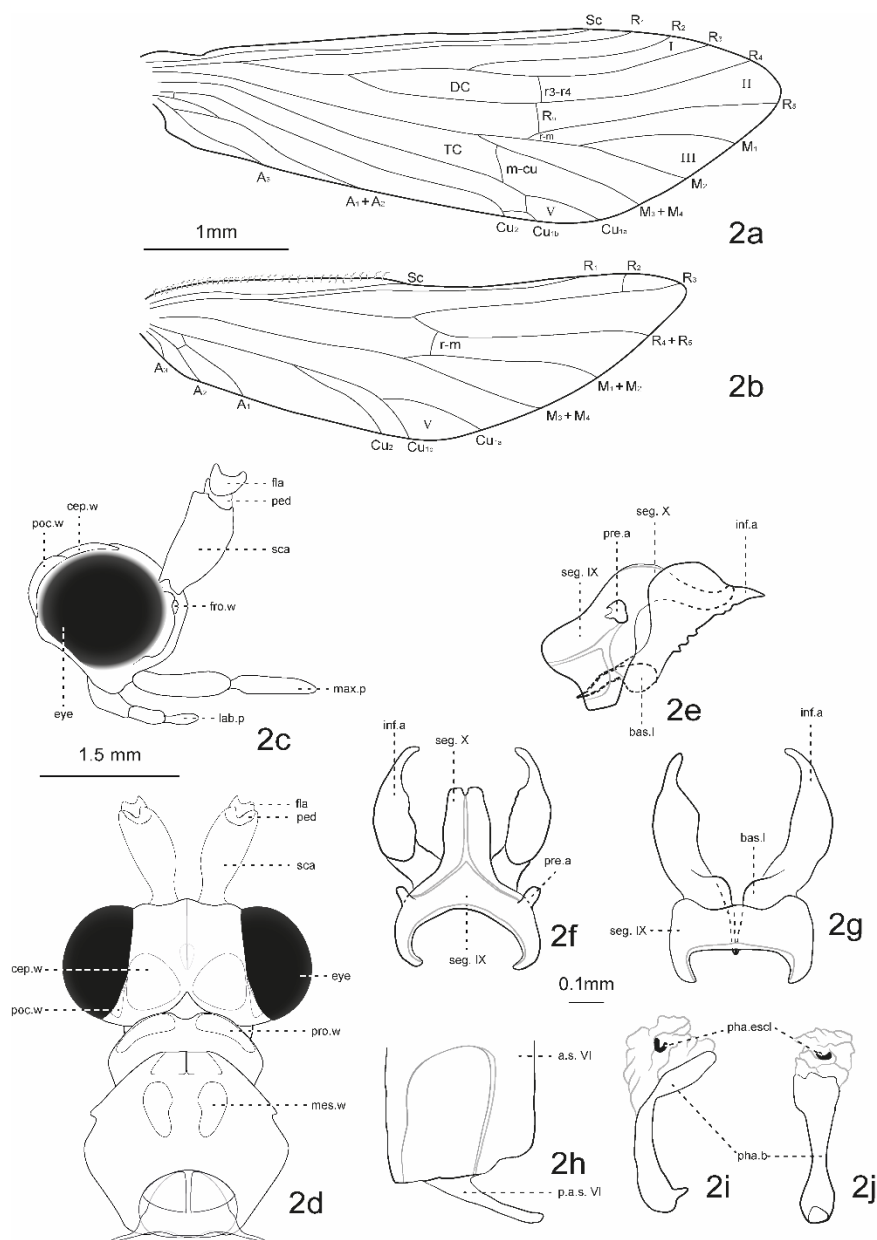 Sc R₁ R₂ R₃ R₄
I
DC r3-r4 II
Rₛ R₅
r-m
TC m-cu III M₁
M₂
A₃ A₁ + A₂ V M₃ + M₄
Cu₂ Cu₁b Cu₁a
2a
1mm
Sc R₁ R₂ R₃
r-m R₄ + R₅
A₃ A₂ A₁ M₁ + M₂
V M₃ + M₄
Cu₂ Cu₁a
2b
fla
ped
cep.w
poc.w
sca
fro.w
max.p
eye
lab.p
2c
seg. X
pre.a
inf.a
seg. IX
bas.l
2e
1.5 mm
fla
ped
sca
cep.w
eye
poc.w
pro.w
mes.w
2d
inf.a
seg. X
pre.a
seg. IX
2f
inf.a
bas.l
seg. IX
2g
0.1mm
a.s. VI
p.a.s. VI
2h
pha.escl
pha.b
2i
2j